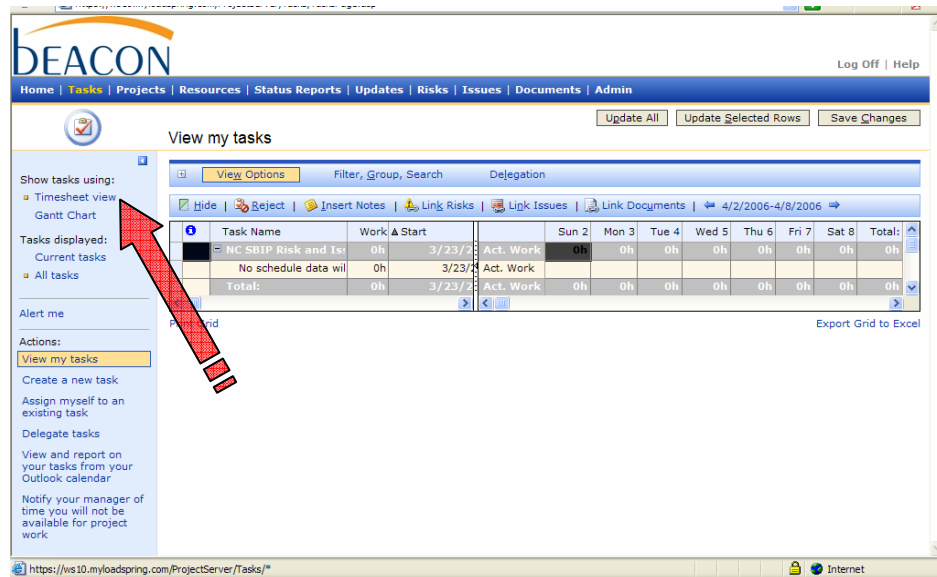 bEACON
Log Off | Help
Home | Tasks | Projects | Resources | Status Reports | Updates | Risks | Issues | Documents | Admin
View my tasks
Update All
Update Selected Rows
Save Changes
Show tasks using:
Timesheet view
Gantt Chart
Tasks displayed:
Current tasks
All tasks
Alert me
Actions:
View my tasks
Create a new task
Assign myself to an
existing task
Delegate tasks
View and report on
your tasks from your
Outlook calendar
Notify your manager of
time you will not be
available for project
work
View Options Filter, Group, Search Delegation
Hide | Reject | Insert Notes | Link Risks | Link Issues | Link Documents | 4/2/2006-4/8/2006
Task Name Work Start Sun 2 Mon 3 Tue 4 Wed 5 Thu 6 Fri 7 Sat 8 Total:
NC SBIP Risk and Is 0h 3/23/2 Act. Work 0h 0h 0h 0h 0h 0h 0h 0h
No schedule data wil 0h 3/23/2 Act. Work
Total: 0h 3/23/2 Act. Work 0h 0h 0h 0h 0h 0h 0h 0h
Export Grid to Excel
https://ws10.myloadspring.com/ProjectServer/Tasks/* Internet